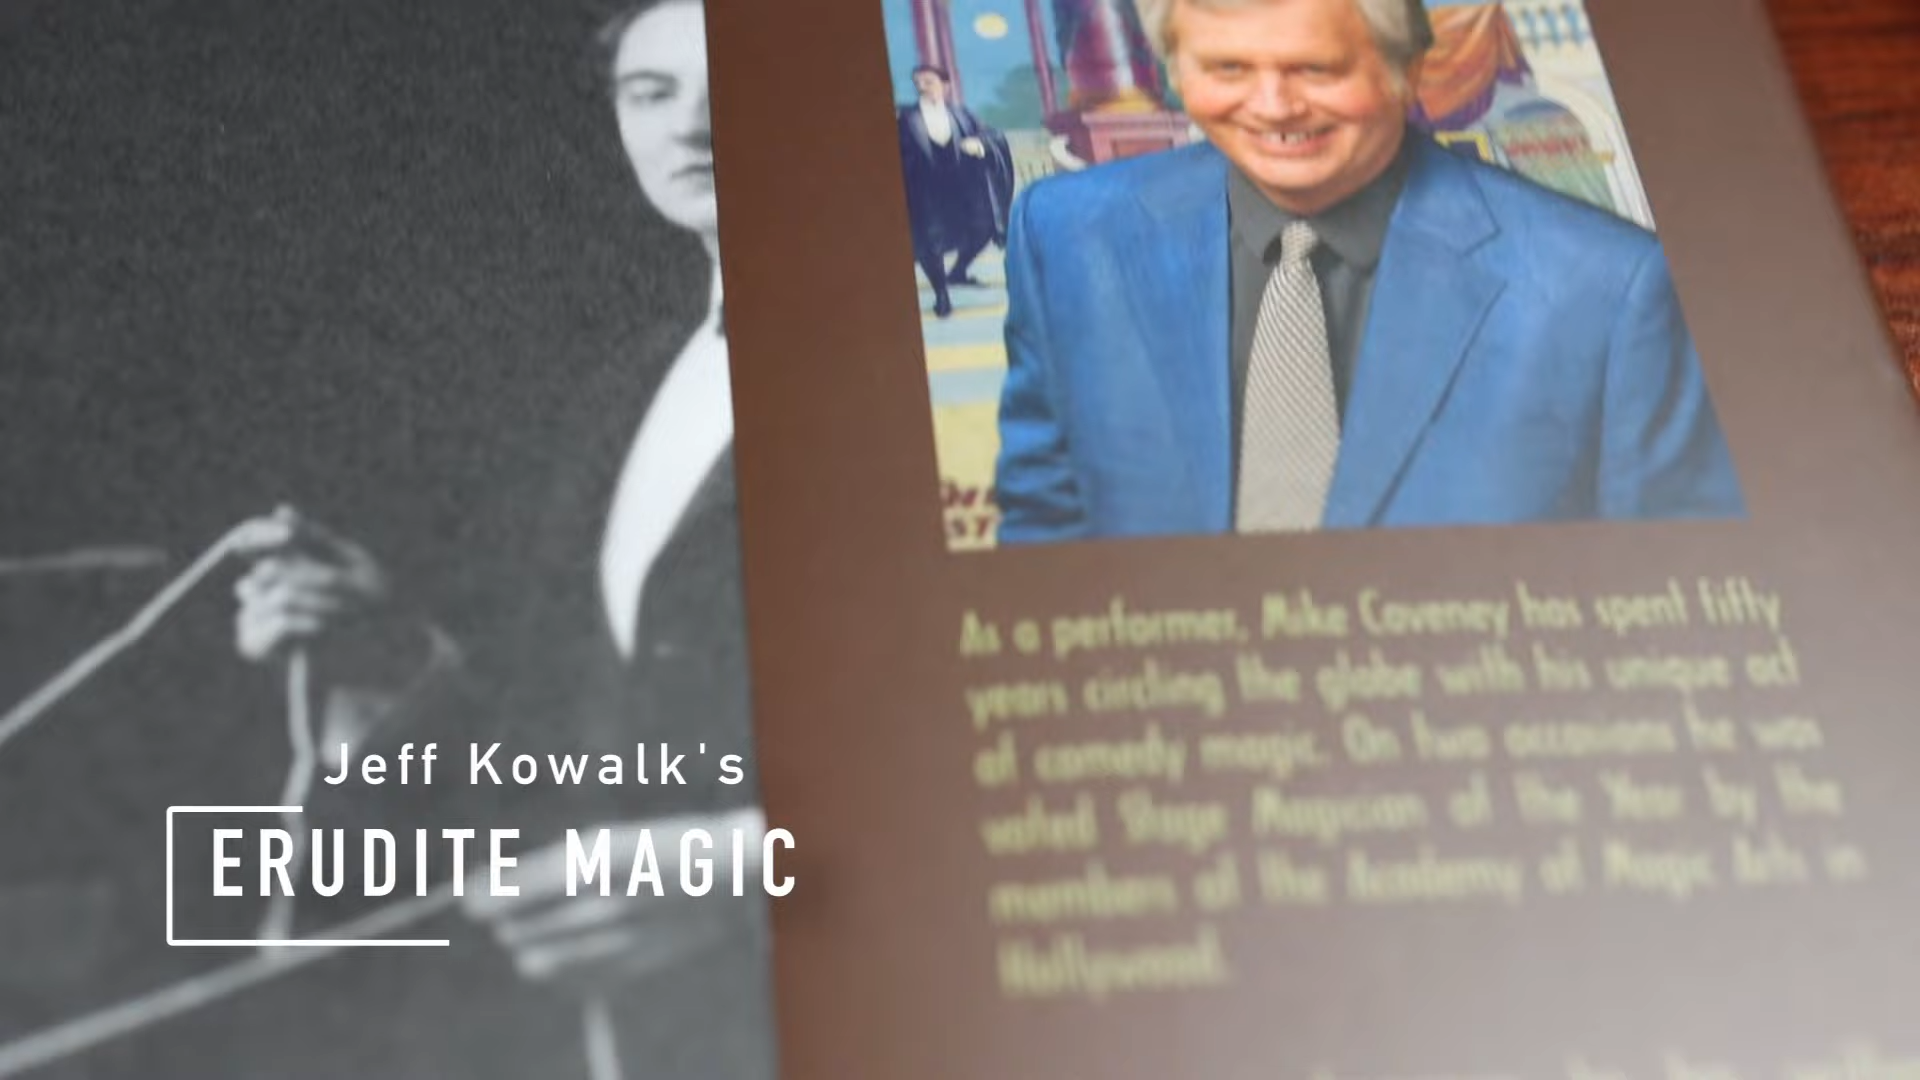 Jeff Kowalk's
ERUDITE MAGIC
As a performer, Mike Caveney has spent fifty
years circling the globe with his unique act
of comedy magic. On two occasions he was
voted Stage Magician of the Year by the
members of the Academy of Magic Arts in
Hollywood.